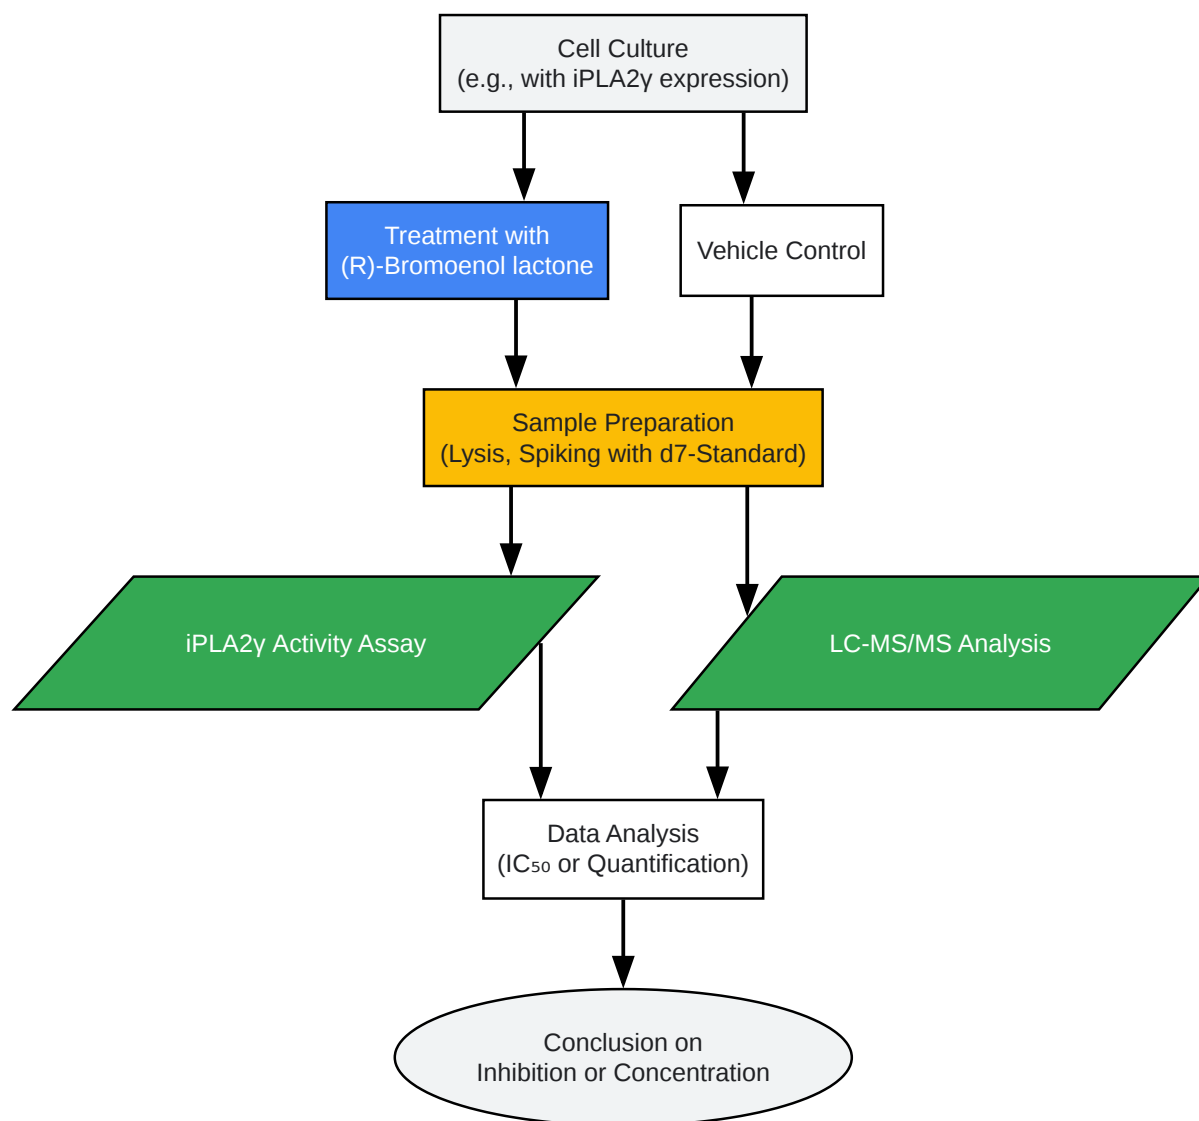 Cell Culture
(e.g., with iPLA2γ expression)
Treatment with
(R)-Bromoenol lactone
Vehicle Control
Sample Preparation
(Lysis, Spiking with d7-Standard)
iPLA2γ Activity Assay
LC-MS/MS Analysis
Data Analysis
(IC₅₀ or Quantification)
Conclusion on
Inhibition or Concentration